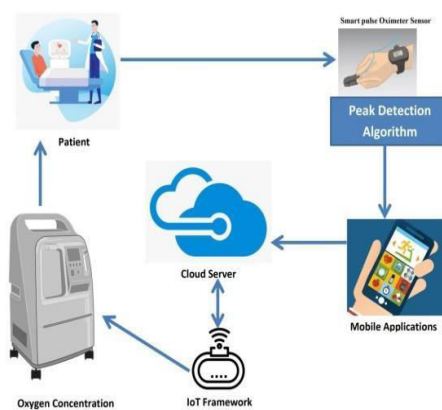 Smart pulse Oximeter Sensor
Peak Detection
Algorithm
Patient
Cloud Server
Mobile Applications
Oxygen Concentration
IoT Framework